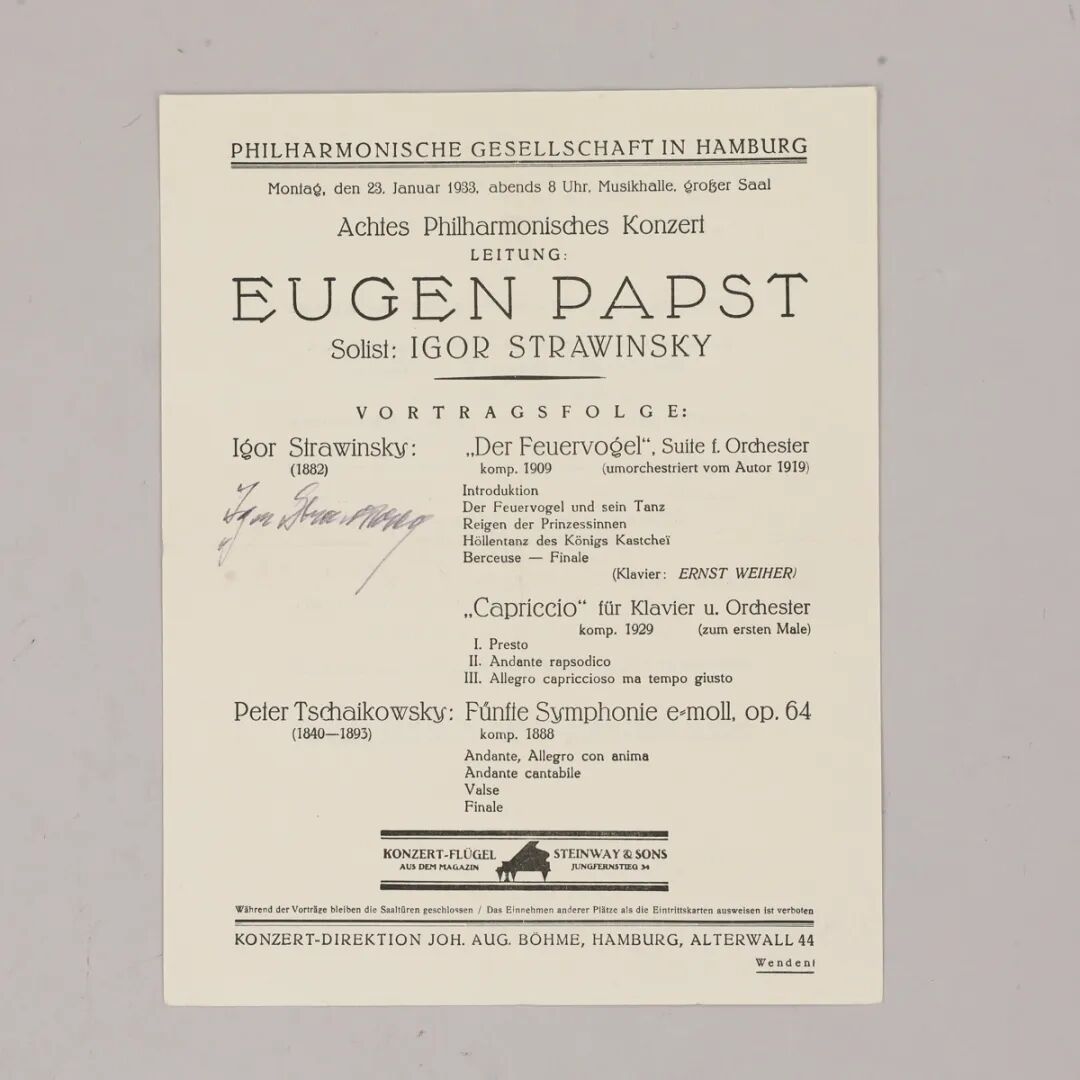 PHILHARMONISCHE GESELLSCHAFT IN HAMBURG
Montag, den 23. Januar 1933, abends 8 Uhr, Musikhalle, großer Saal
Achtes Philharmonisches Konzert
LEITUNG:
EUGEN PAPST
Solist: IGOR STRAWINSKY
VORTRAGSFOLGE:
Igor Strawinsky: „Der Feuervogel“, Suite f. Orchester
(1882) komp. 1909 (umorchestriert vom Autor 1919)
Igor Strawinsky
Introduktion
Der Feuervogel und sein Tanz
Reigen der Prinzessinnen
Höllentanz des Königs Kastcheï
Berceuse — Finale
(Klavier: ERNST WEIHER)
„Capriccio“ für Klavier u. Orchester
komp. 1929 (zum ersten Male)
I. Presto
II. Andante rapsodico
III. Allegro capriccioso ma tempo giusto
Peter Tschaikowsky: Fünfte Symphonie e-moll, op. 64
(1840—1893) komp. 1888
Andante, Allegro con anima
Andante cantabile
Valse
Finale
KONZERT-FLÜGEL STEINWAY & SONS
AUS DEM MAGAZIN JUNGFERNSTIEG 34
Während der Vorträge bleiben die Saaltüren geschlossen / Das Einnehmen anderer Plätze als die Eintrittskarten ausweisen ist verboten
KONZERT-DIREKTION JOH. AUG. BÖHME, HAMBURG, ALTERWALL 44
Wenden!